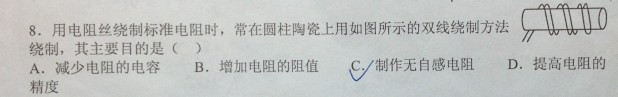 8．用电阻丝绕制标准电阻时，常在圆柱陶瓷上用如图所示的双线绕制方法
绕制，其主要目的是（ ）
A．减少电阻的电容 B．增加电阻的阻值 C．制作无自感电阻 D．提高电阻的
精度